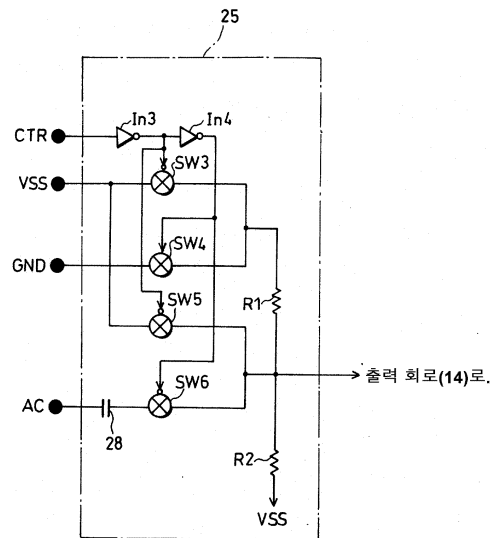 25
In3
In4
CTR
SW3
VSS
SW4
GND
SW5
R1
출력 회로(14)로.
SW6
AC
28
R2
VSS